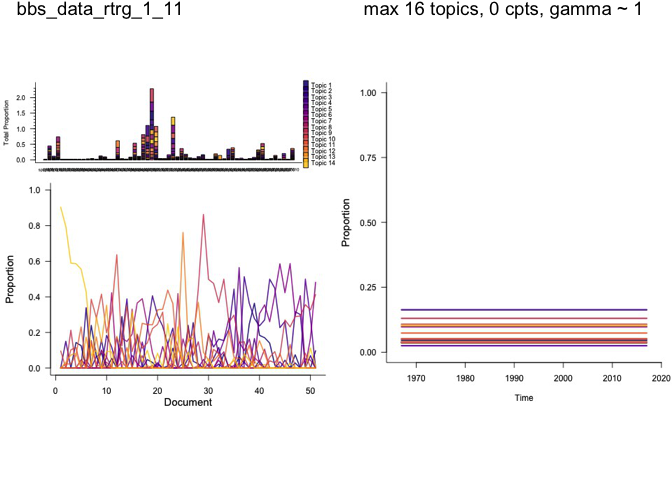 bbs_data_rtrg_1_11
max 16 topics, 0 cpts, gamma ~ 1
Total Proportion
2.0
1.5
1.0
0.5
0.0
Topic 1
Topic 2
Topic 3
Topic 4
Topic 5
Topic 6
Topic 7
Topic 8
Topic 9
Topic 10
Topic 11
Topic 12
Topic 13
Topic 14
Proportion
1.0
0.8
0.6
0.4
0.2
0.0
0 10 20 30 40 50
Document
Proportion
1.00
0.75
0.50
0.25
0.00
1970 1980 1990 2000 2010 2020
Time